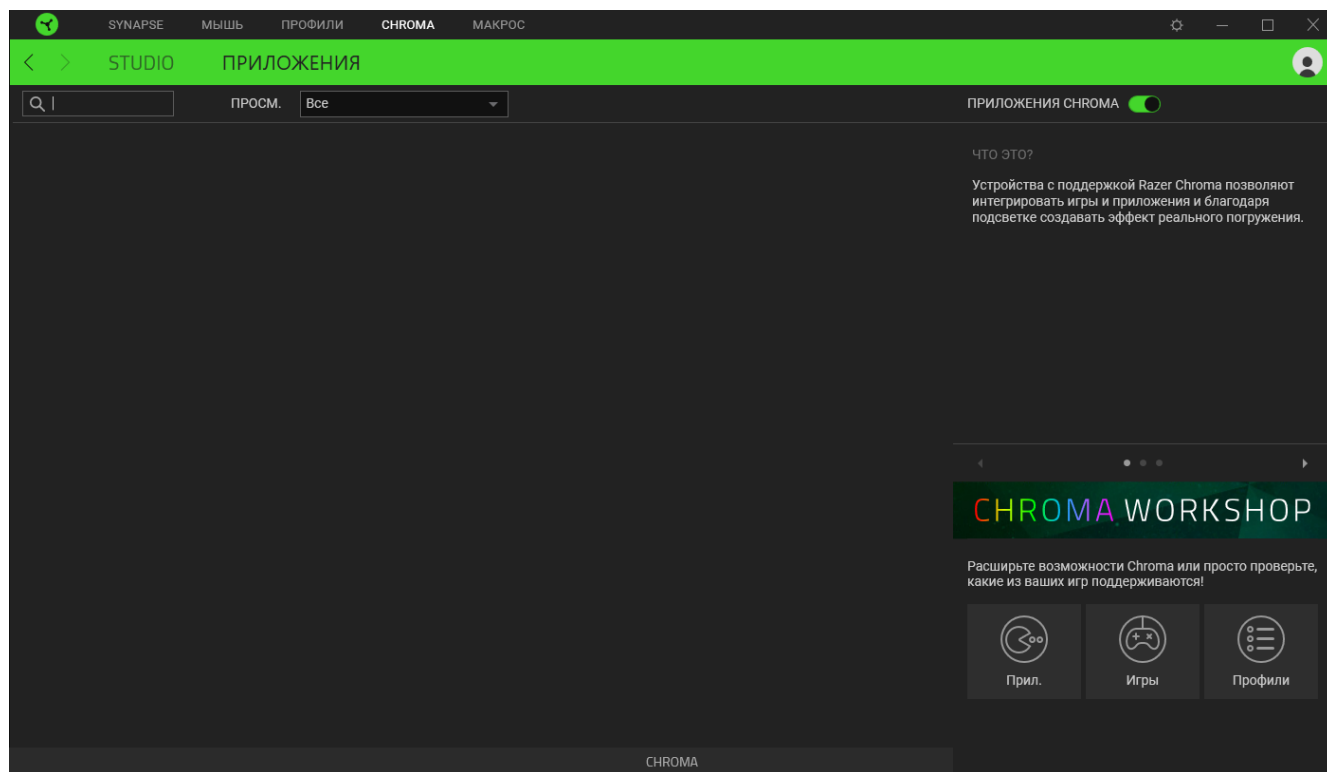 SYNAPSE МЫШЬ ПРОФИЛИ CHROMA МАКРОС
STUDIO ПРИЛОЖЕНИЯ
ПРОСМ. Все
ПРИЛОЖЕНИЯ CHROMA
ЧТО ЭТО?
Устройства с поддержкой Razer Chroma позволяют
интегрировать игры и приложения и благодаря
подсветке создавать эффект реального погружения.
CHROMA WORKSHOP
Расширьте возможности Chroma или просто проверьте,
какие из ваших игр поддерживаются!
Прил. Игры Профили
CHROMA